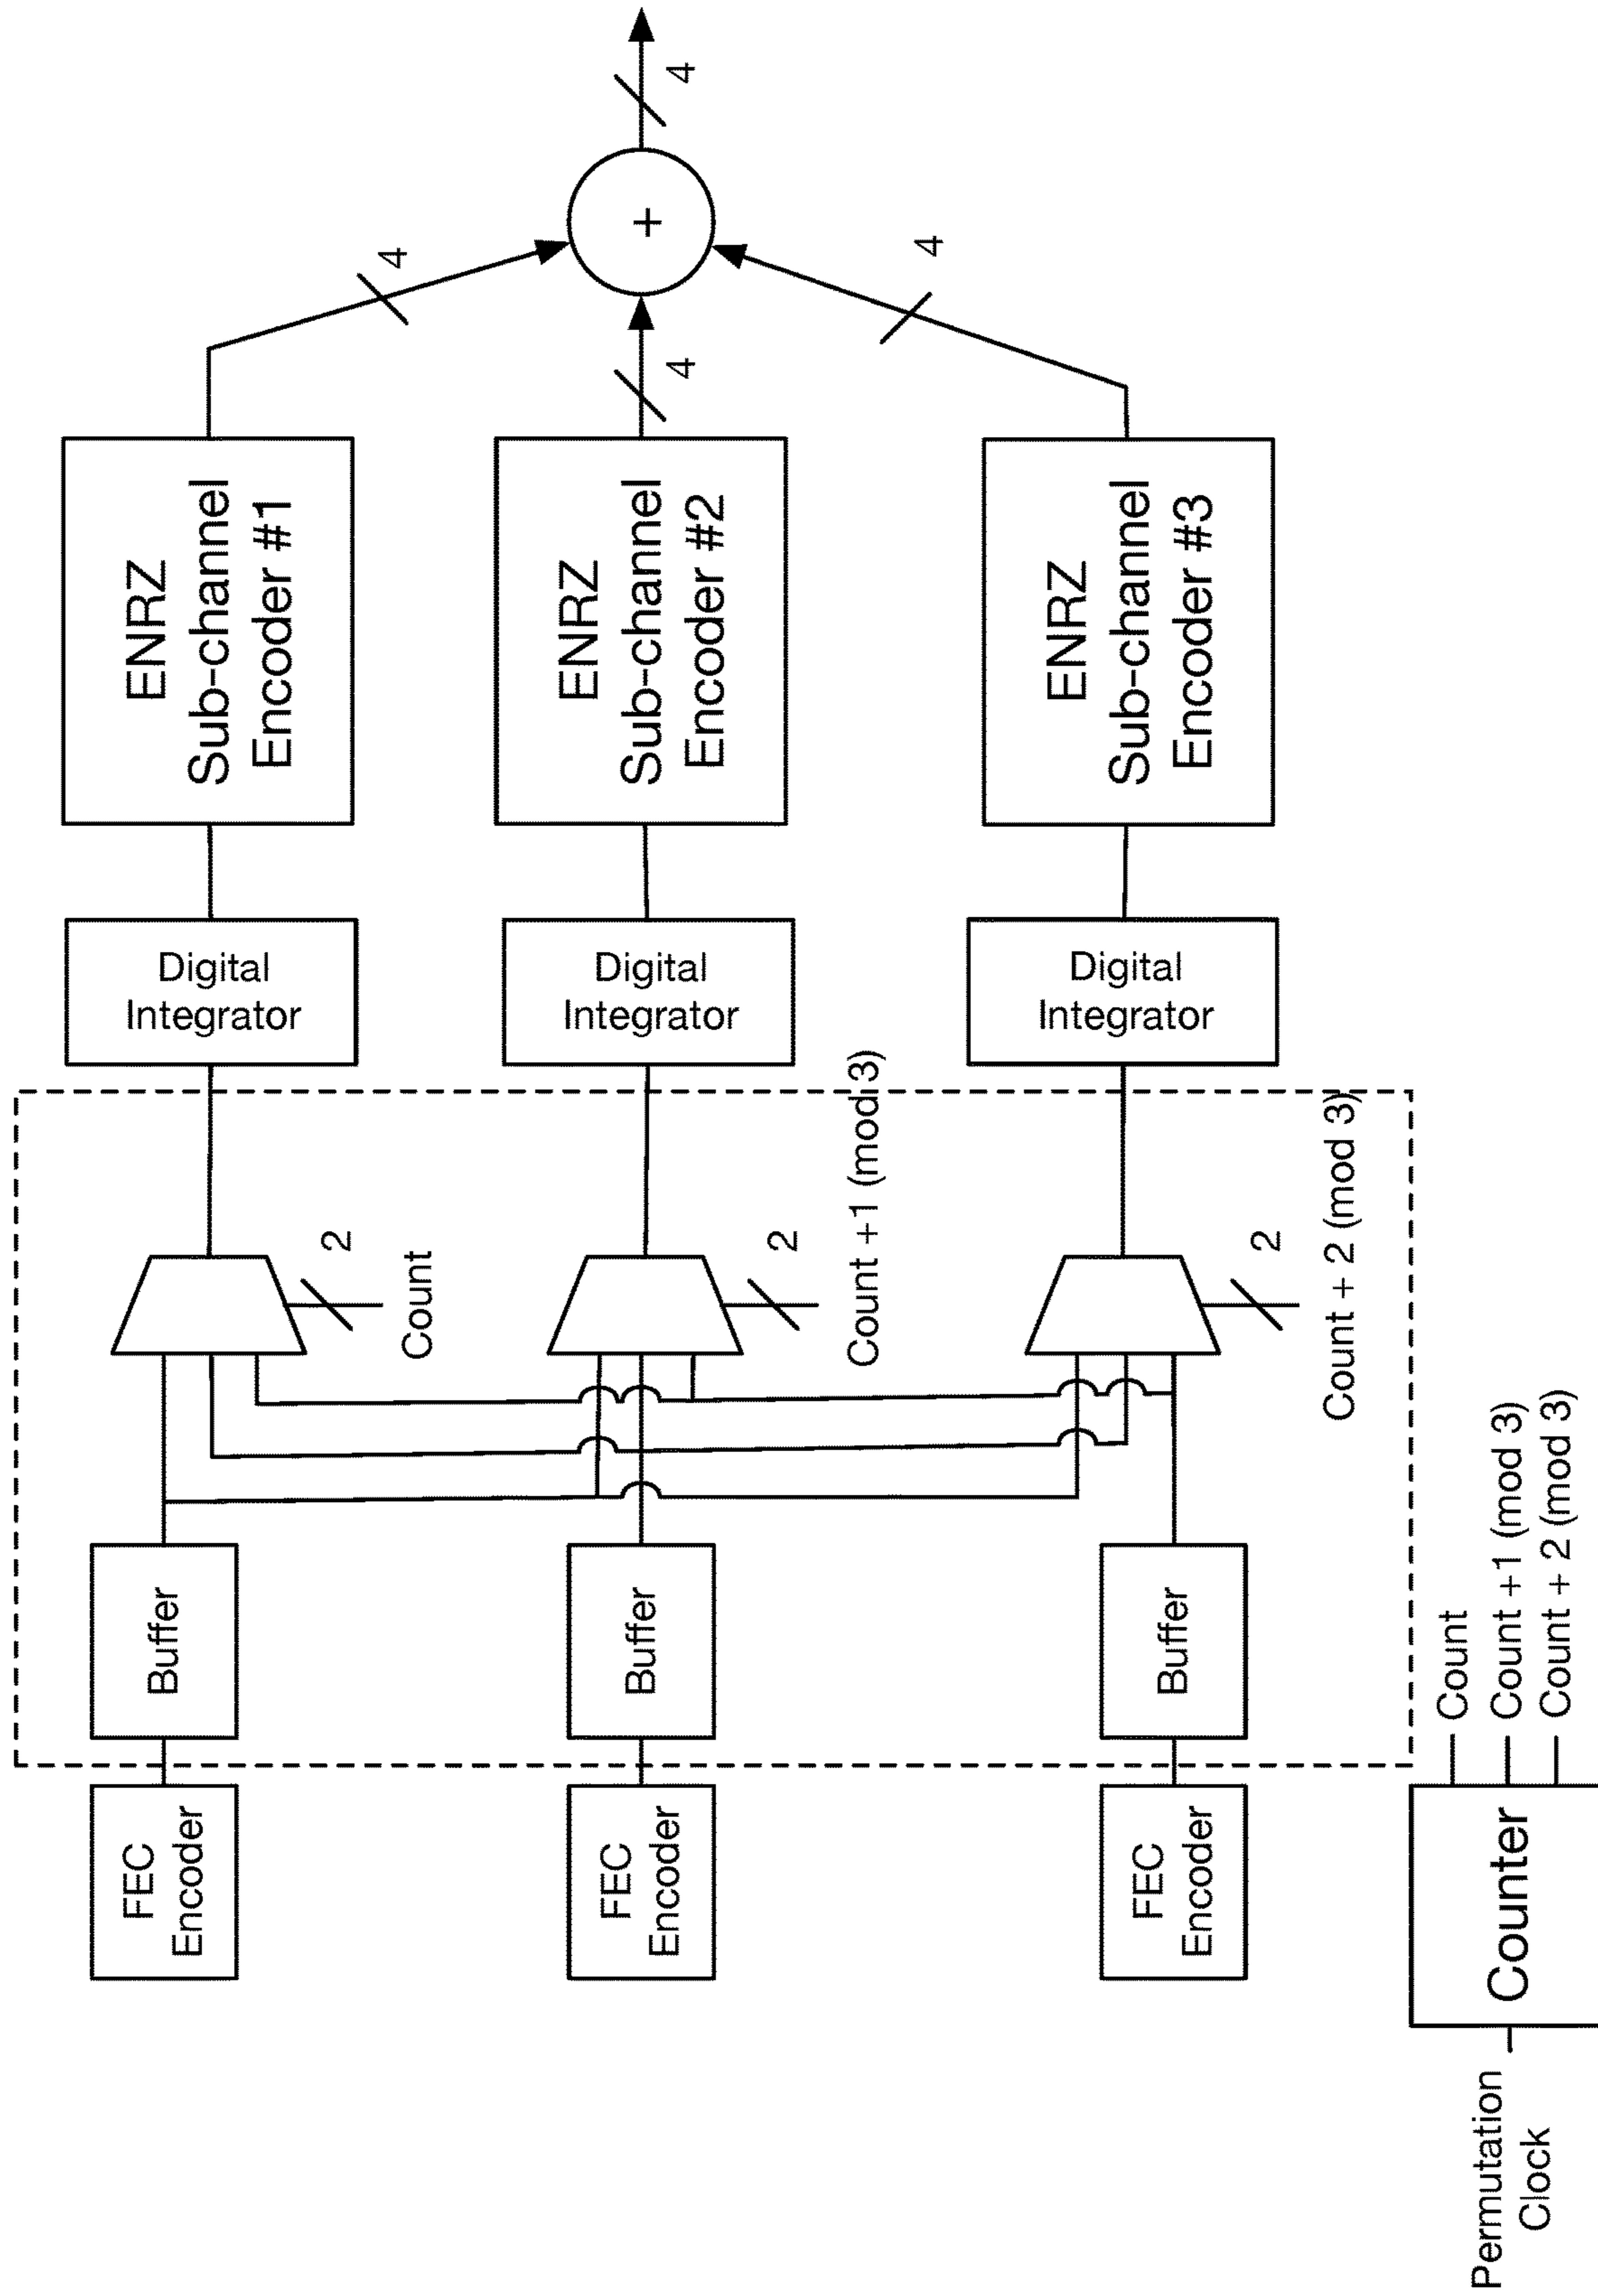 FEC
Encoder
Buffer
2
Count
Digital
Integrator
ENRZ
Sub-channel
Encoder #1
4
FEC
Encoder
Buffer
2
Count +1 (mod 3)
Digital
Integrator
ENRZ
Sub-channel
Encoder #2
4
+
4
FEC
Encoder
Buffer
2
Count + 2 (mod 3)
Digital
Integrator
ENRZ
Sub-channel
Encoder #3
4
Permutation
Clock
Counter
Count
Count +1 (mod 3)
Count + 2 (mod 3)